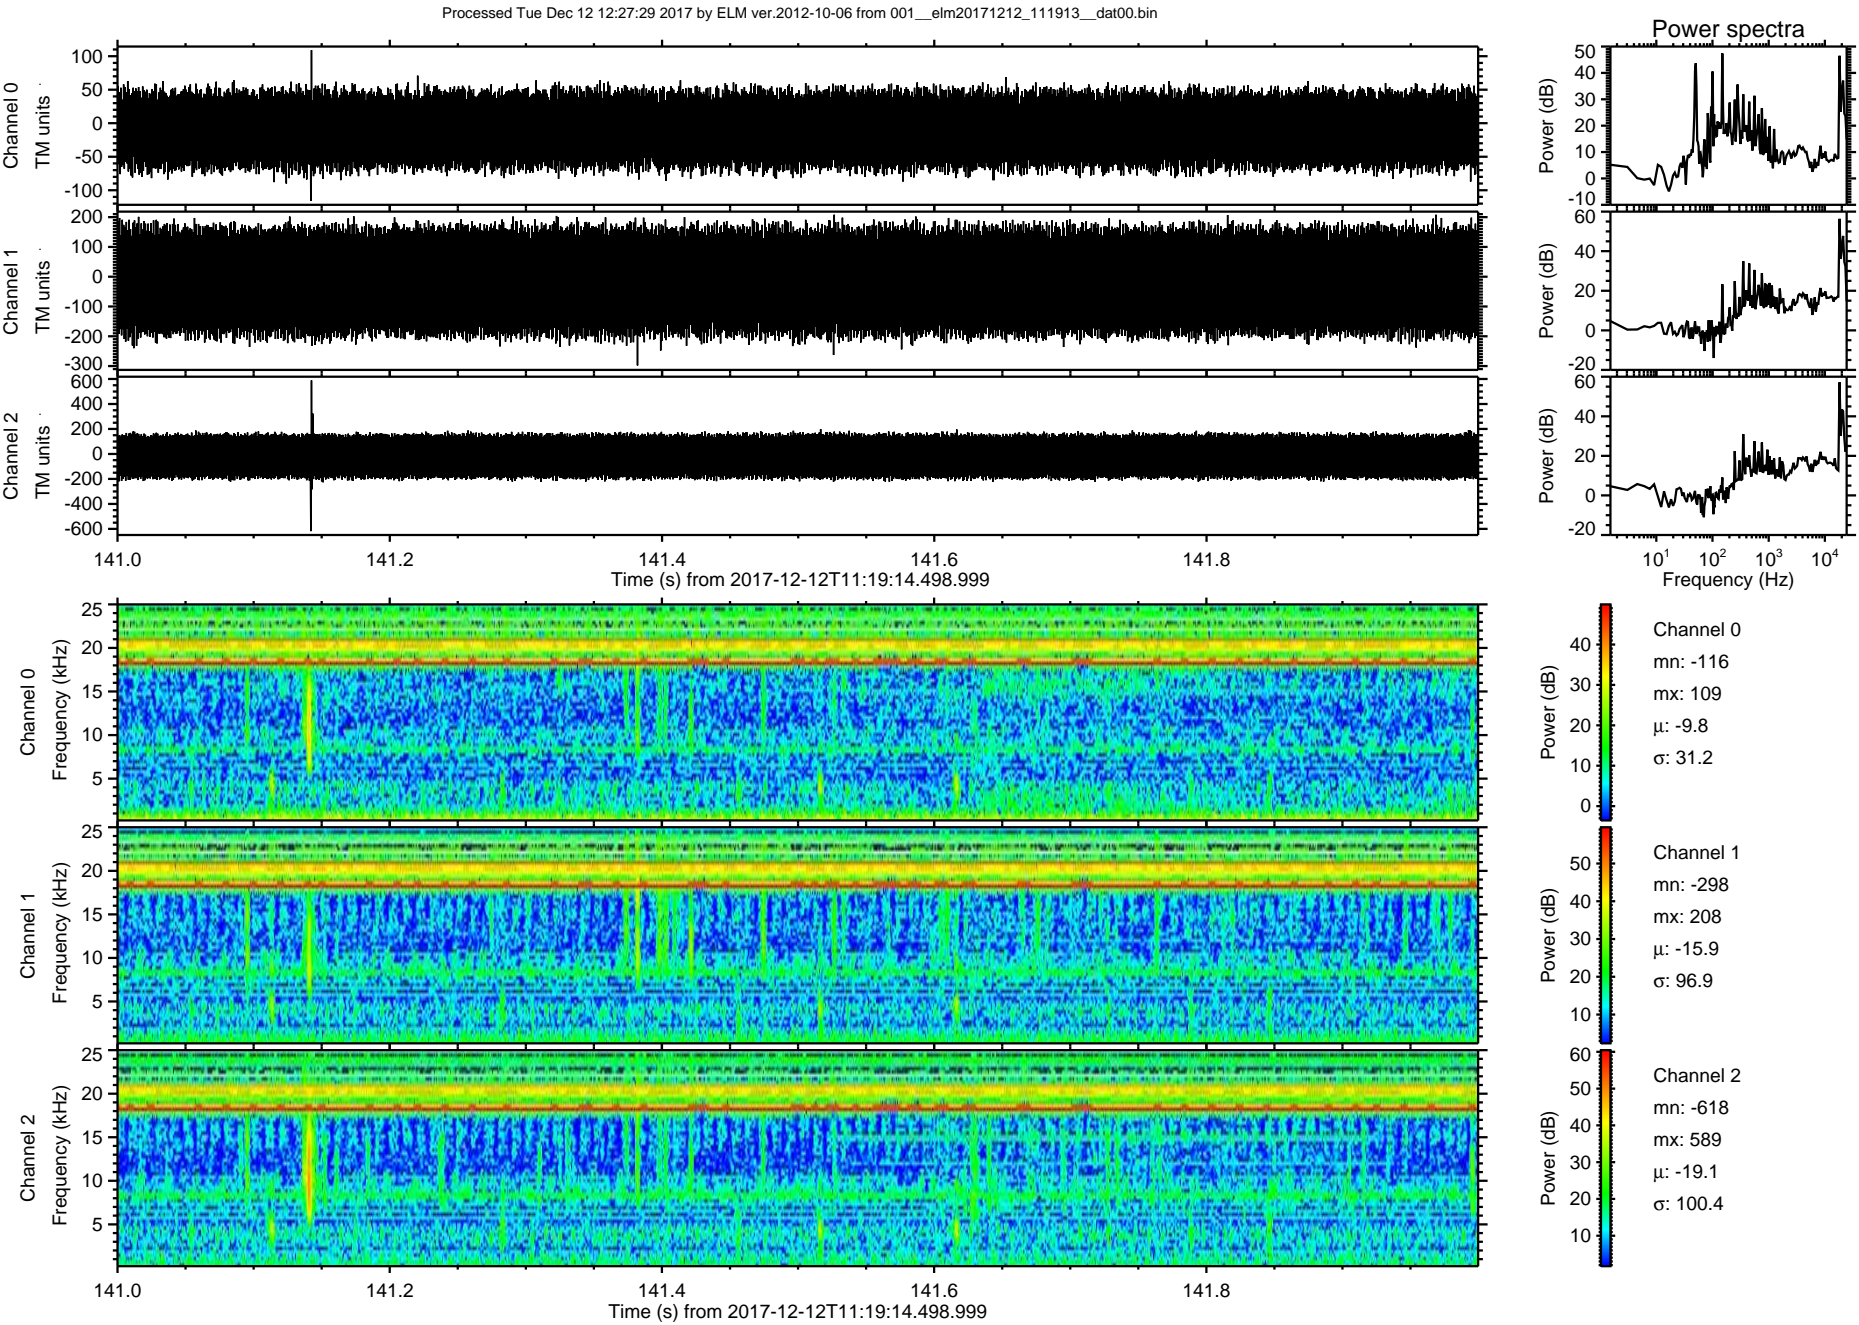 Processed Tue Dec 12 12:27:29 2017 by ELM ver.2012-10-06 from 001__elm20171212_111913__dat00.bin
Power spectra
Channel 0
TM units
100
50
0
-50
-100
Power (dB)
50
40
30
20
10
0
-10
Channel 1
TM units
200
100
0
-100
-200
-300
Power (dB)
60
40
20
0
-20
Channel 2
TM units
600
400
200
0
-200
-400
-600
Power (dB)
60
40
20
0
-20
141.0 141.2 141.4 141.6 141.8
Time (s) from 2017-12-12T11:19:14.498.999
10¹ 10² 10³ 10⁴
Frequency (Hz)
Channel 0
Frequency (kHz)
25
20
15
10
5
Power (dB)
40
30
20
10
0
Channel 0
mn: -116
mx: 109
μ: -9.8
σ: 31.2
Channel 1
Frequency (kHz)
25
20
15
10
5
Power (dB)
50
40
30
20
10
Channel 1
mn: -298
mx: 208
μ: -15.9
σ: 96.9
Channel 2
Frequency (kHz)
25
20
15
10
5
Power (dB)
60
50
40
30
20
10
Channel 2
mn: -618
mx: 589
μ: -19.1
σ: 100.4
141.0 141.2 141.4 141.6 141.8
Time (s) from 2017-12-12T11:19:14.498.999